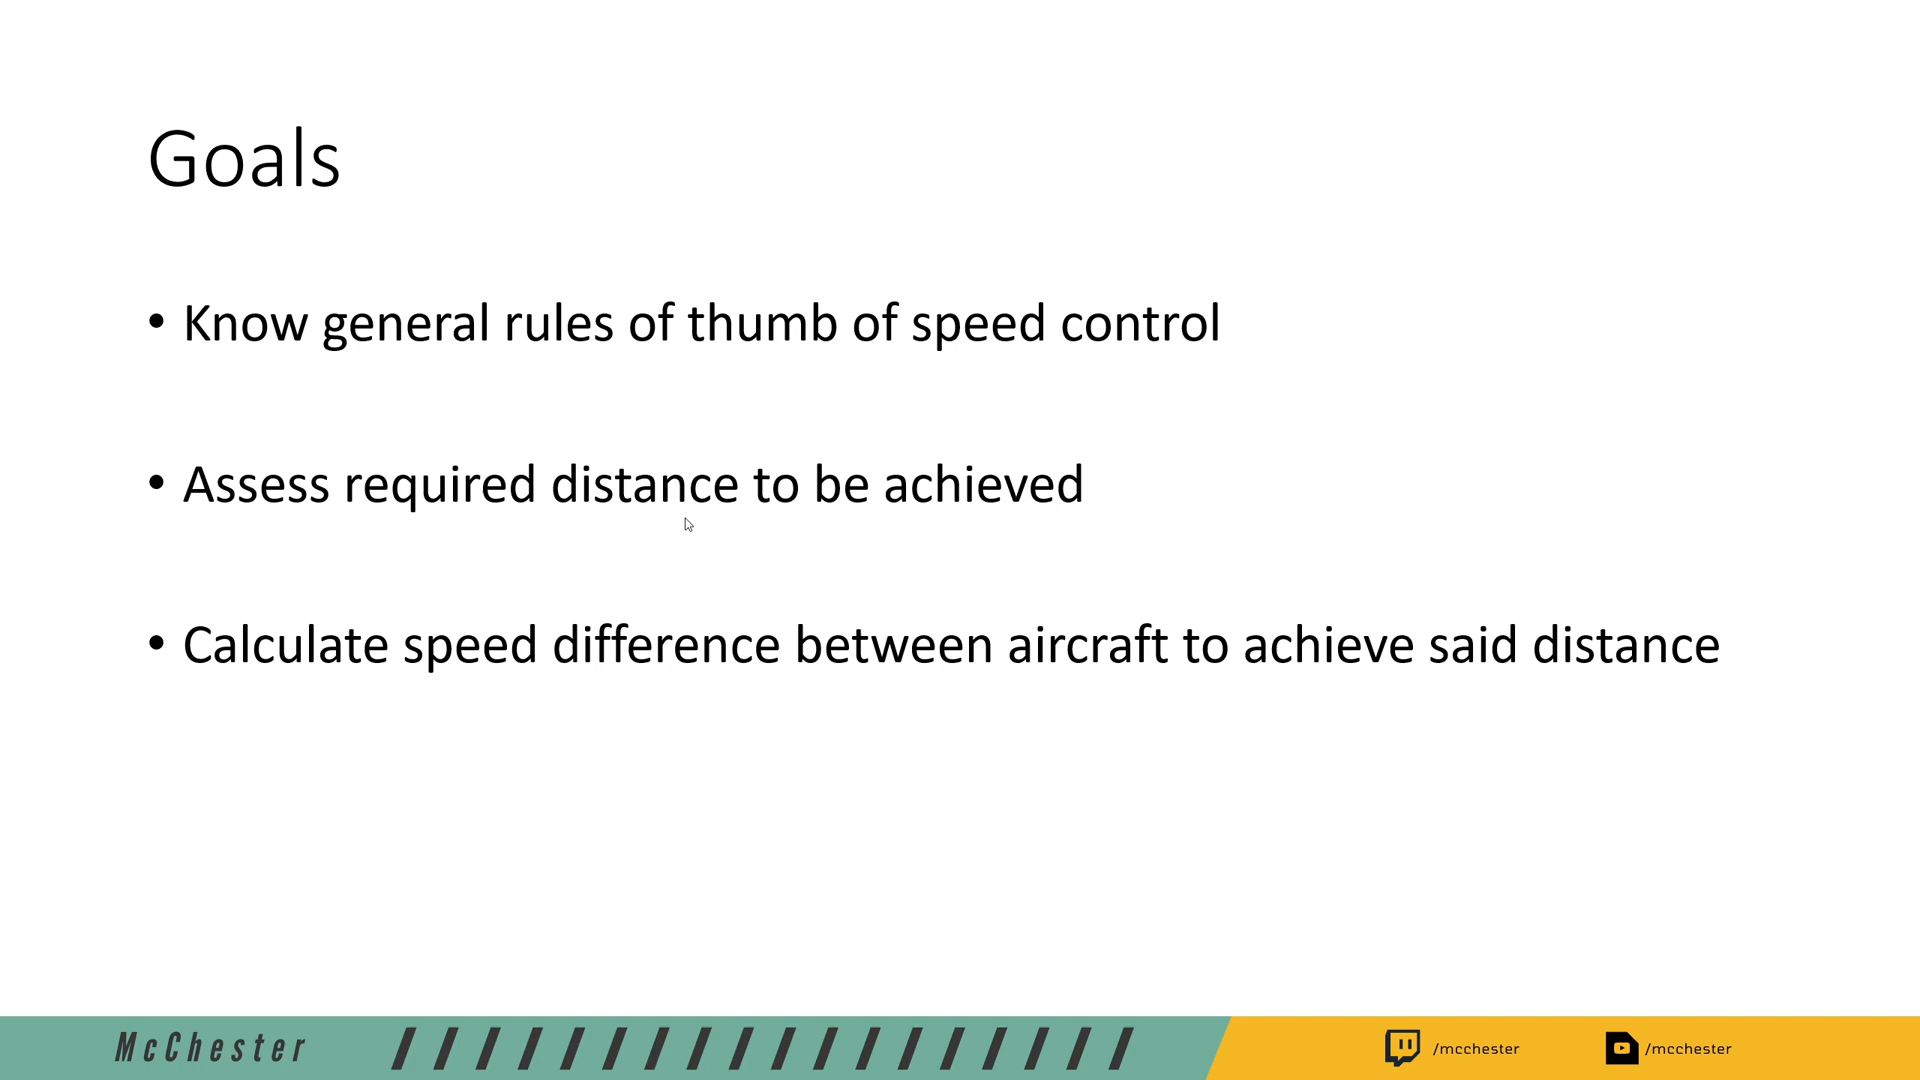 Goals
• Know general rules of thumb of speed control
• Assess required distance to be achieved
• Calculate speed difference between aircraft to achieve said distance
McChester
/mcchester
/mcchester